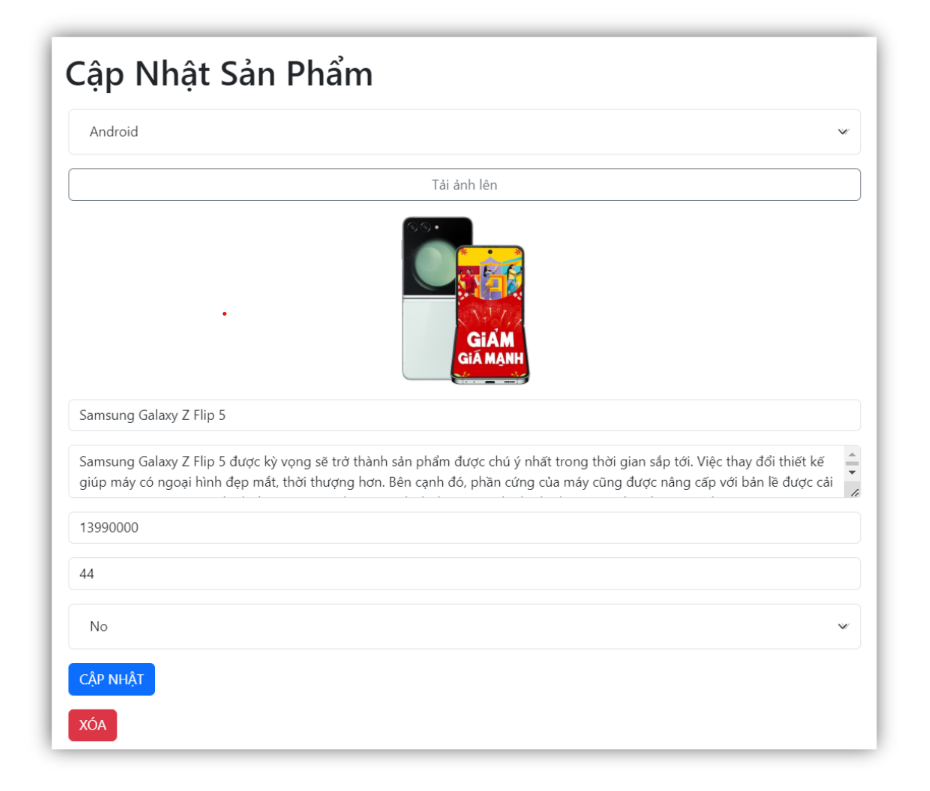 Cập Nhật Sản Phẩm
Android
Tải ảnh lên
GIẢM
GIÁ MẠNH
Samsung Galaxy Z Flip 5
Samsung Galaxy Z Flip 5 được kỳ vọng sẽ trở thành sản phẩm được chú ý nhất trong thời gian sắp tới. Việc thay đổi thiết kế
giúp máy có ngoại hình đẹp mắt, thời thượng hơn. Bên cạnh đó, phần cứng của máy cũng được nâng cấp với bản lề được cải
13990000
44
No
CẬP NHẬT
XÓA